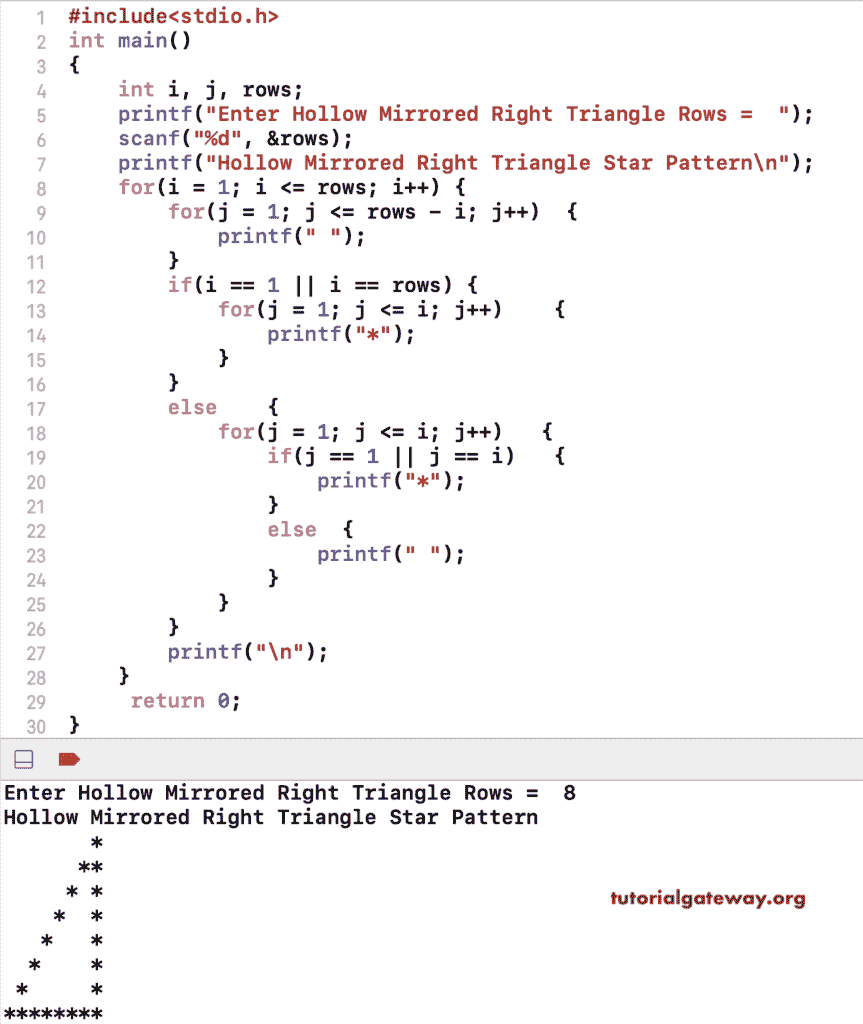 1 #include<stdio.h>
2 int main()
3 {
4     int i, j, rows;
5     printf("Enter Hollow Mirrored Right Triangle Rows =  ");
6     scanf("%d", &rows);
7     printf("Hollow Mirrored Right Triangle Star Pattern\n");
8     for(i = 1; i <= rows; i++) {
9         for(j = 1; j <= rows - i; j++)  {
10             printf(" ");
11         }
12         if(i == 1 || i == rows) {
13             for(j = 1; j <= i; j++)    {
14                 printf("*");
15             }
16         }
17         else    {
18             for(j = 1; j <= i; j++)   {
19                 if(j == 1 || j == i)   {
20                     printf("*");
21                 }
22                 else  {
23                     printf(" ");
24                 }
25             }
26         }
27         printf("\n");
28     }
29      return 0;
30 }
Enter Hollow Mirrored Right Triangle Rows =  8
Hollow Mirrored Right Triangle Star Pattern
       *
      **
     * *
tutorialgateway.org
    *  *
   *   *
  *    *
 *     *
********